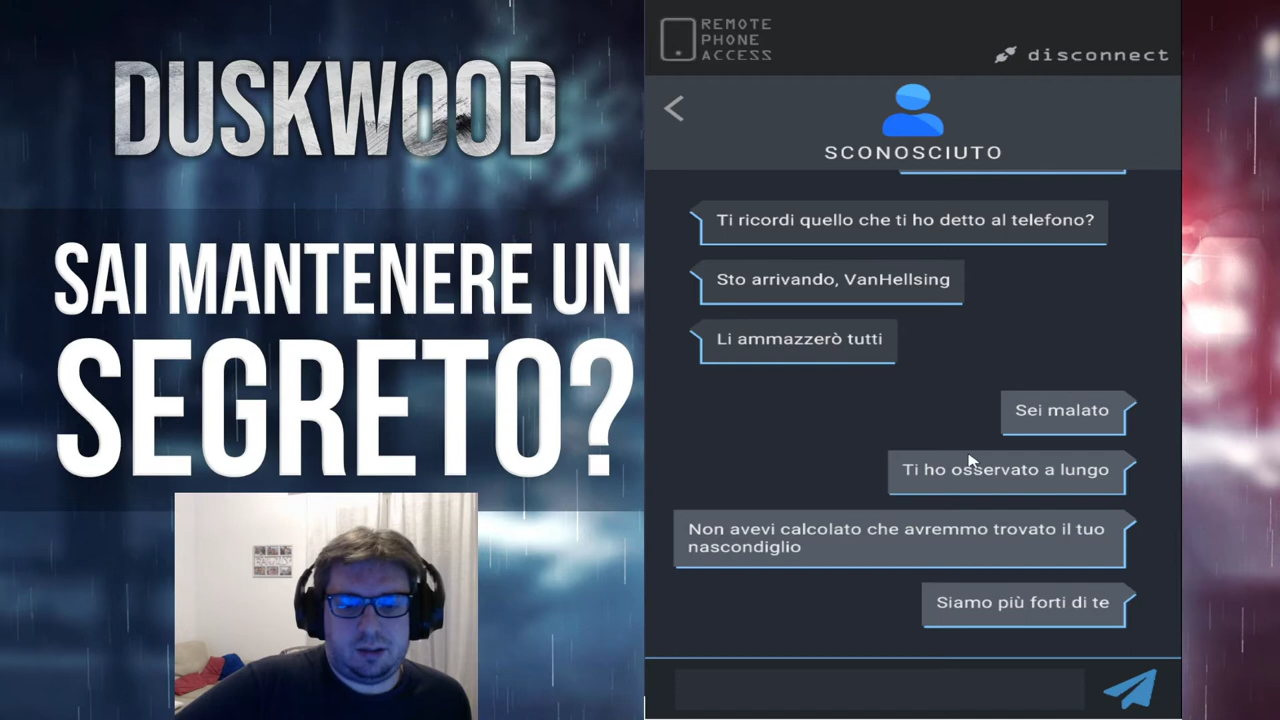 DUSKWOOD
SAI MANTENERE UN
SEGRETO?
REMOTE
PHONE
ACCESS
disconnect
SCONOSCIUTO
Ti ricordi quello che ti ho detto al telefono?
Sto arrivando, VanHellsing
Li ammazzerò tutti
Sei malato
Ti ho osservato a lungo
Non avevi calcolato che avremmo trovato il tuo
nascondiglio
Siamo più forti di te